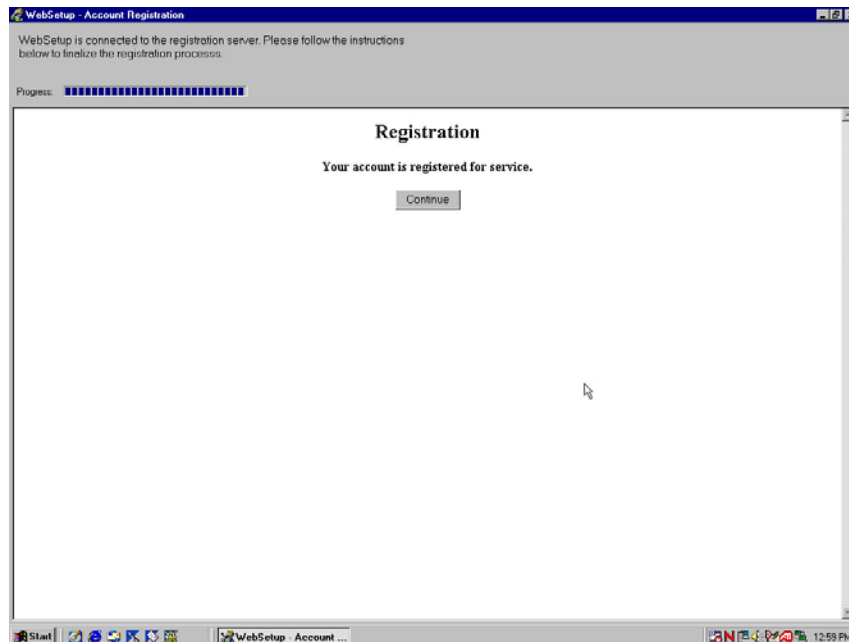 WebSetup - Account Registration
WebSetup is connected to the registration server. Please follow the instructions
below to finalize the registration processs.
Progress:
Registration
Your account is registered for service.
Continue
Start
WebSetup - Account ...
12:59 PM